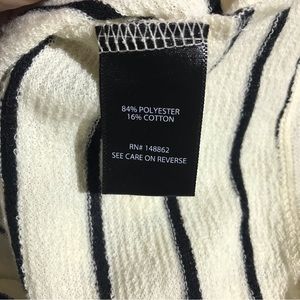 84% POLYESTER
16% COTTON
RN# 148862
SEE CARE ON REVERSE